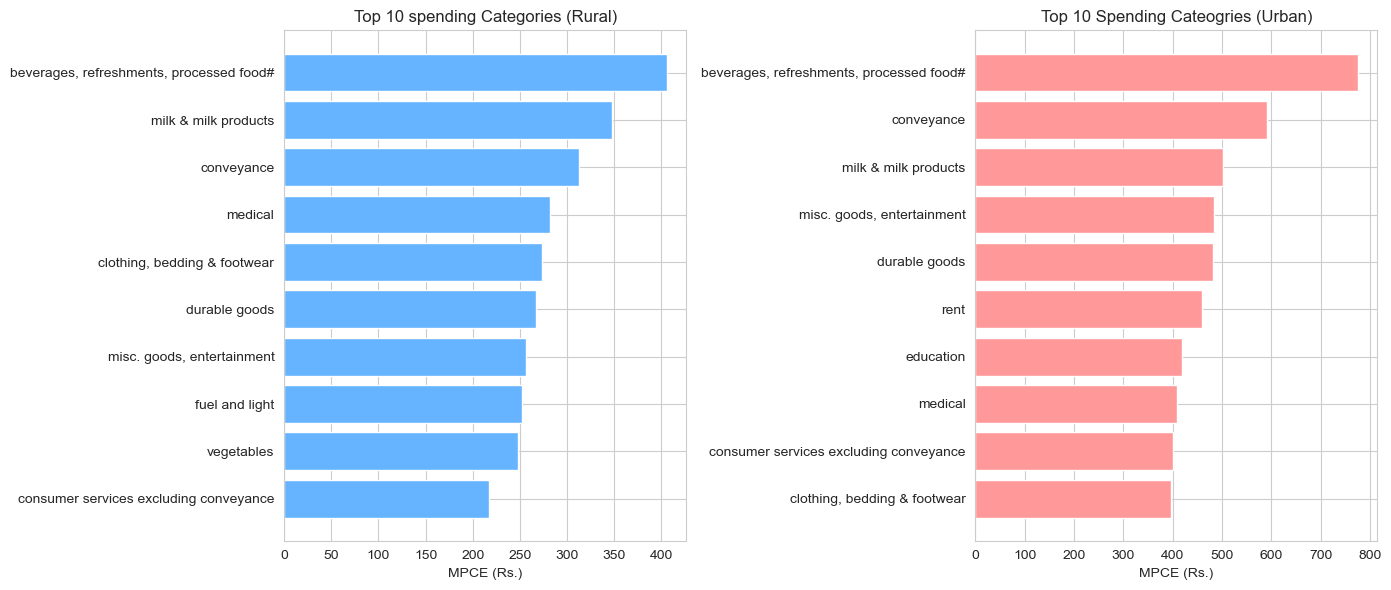 Top 10 spending Categories (Rural)
beverages, refreshments, processed food#
milk & milk products
conveyance
medical
clothing, bedding & footwear
durable goods
misc. goods, entertainment
fuel and light
vegetables
consumer services excluding conveyance
0 50 100 150 200 250 300 350 400
MPCE (Rs.)
Top 10 Spending Cateogries (Urban)
beverages, refreshments, processed food#
conveyance
milk & milk products
misc. goods, entertainment
durable goods
rent
education
medical
consumer services excluding conveyance
clothing, bedding & footwear
0 100 200 300 400 500 600 700 800
MPCE (Rs.)